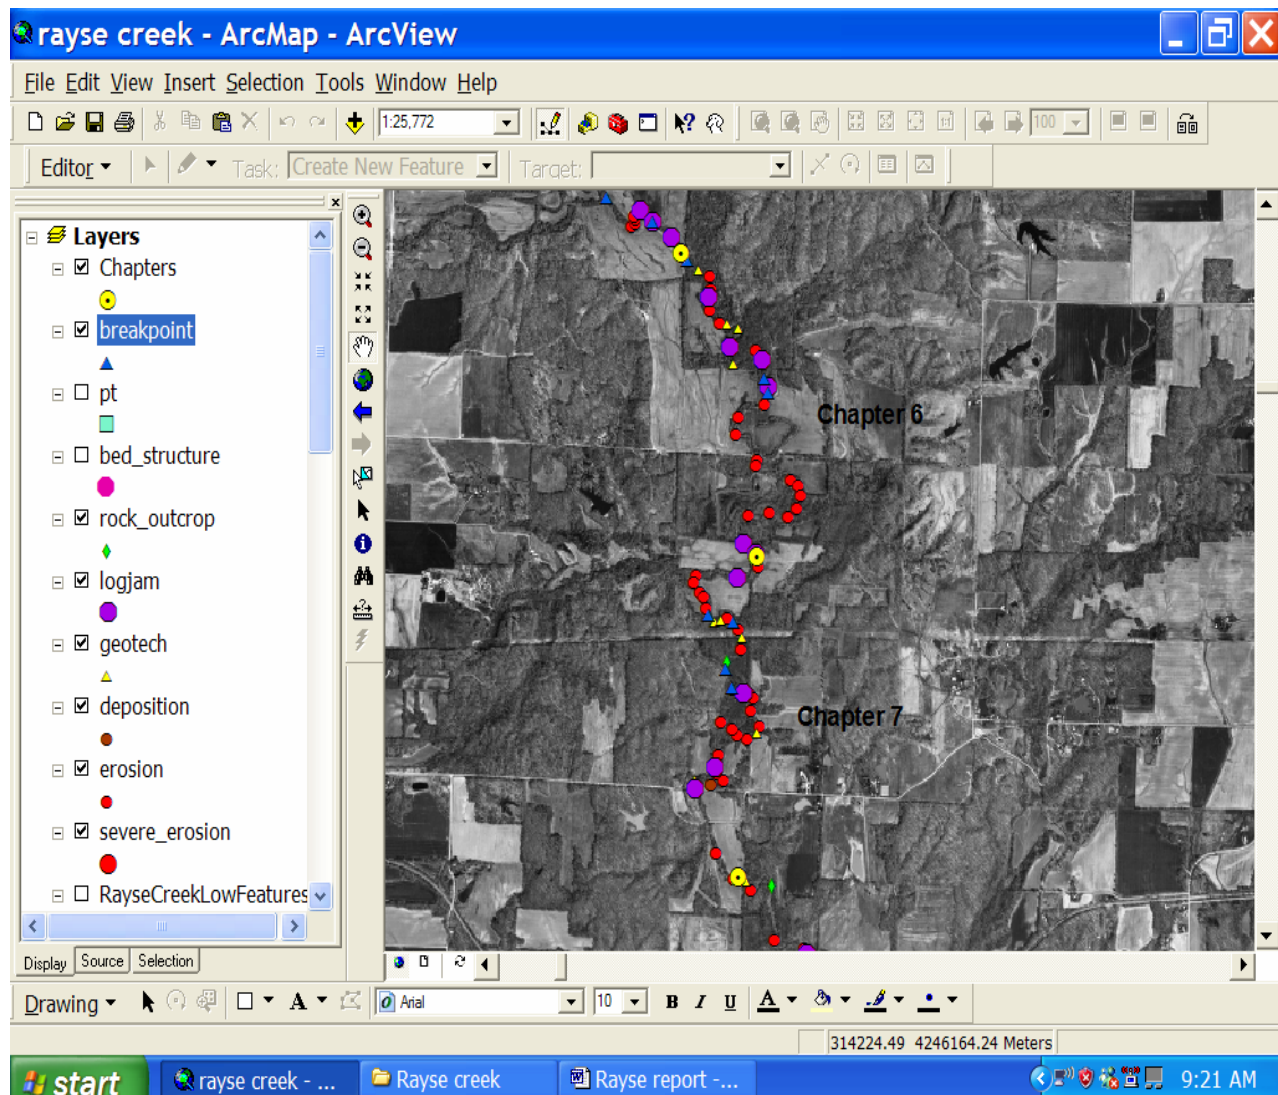 rayse creek - ArcMap - ArcView
File Edit View Insert Selection Tools Window Help
1:25,772
100
Editor Task: Create New Feature Target:
Layers
Chapters
breakpoint
pt
bed_structure
rock_outcrop
logjam
geotech
deposition
erosion
severe_erosion
RayseCreekLowFeatures
Chapter 6
Chapter 7
Display Source Selection
Drawing A Arial 10 B I U A
314224.49 4246164.24 Meters
start rayse creek - ... Rayse creek Rayse report -... 9:21 AM